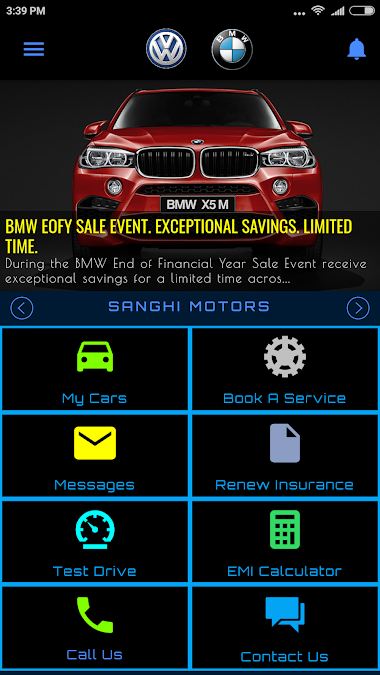 3:39 PM
BMW
BMW X5 M
BMW EOFY SALE EVENT. EXCEPTIONAL SAVINGS. LIMITED
TIME.
During the BMW End of Financial Year Sale Event receive
exceptional savings for a limited time acros...
SANGHI MOTORS
My Cars
Book A Service
Messages
Renew Insurance
Test Drive
EMI Calculator
Call Us
Contact Us